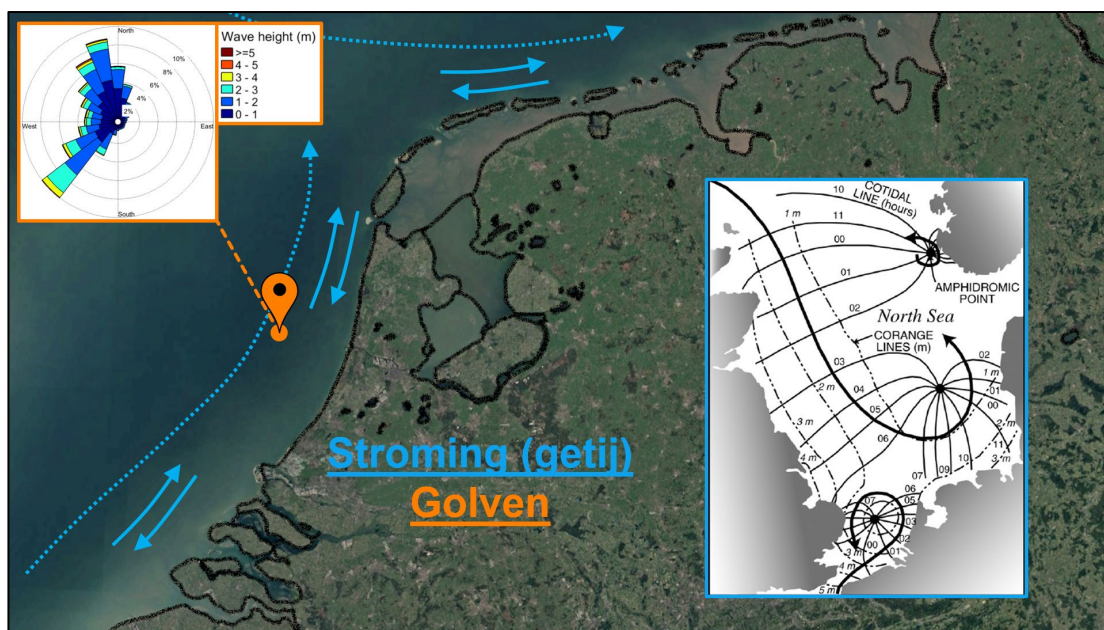 North
Wave height (m)
>=5
4 - 5
3 - 4
2 - 3
1 - 2
0 - 1
10%
8%
6%
4%
2%
West
East
South
Stroming (getij)
Golven
10
COTIDAL
LINE (hours)
1 m
11
00
01
AMPHIDROMIC
POINT
02
North Sea
CORANGE
LINES (m)
03
02
1 m
2 m
04
01
00
05
3 m
06
2 m
11
4 m
3 m
10
09
07
06
07
05
03
02
00
3 m
01
4 m
5 m